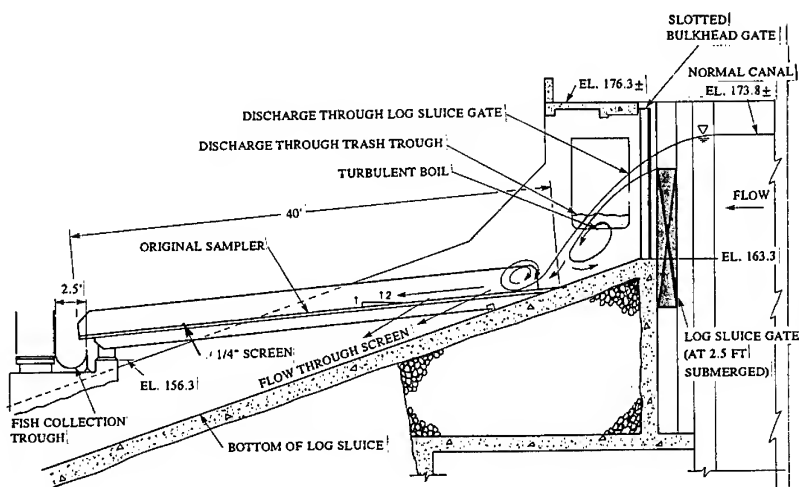 SLOTTED
BULKHEAD GATE
NORMAL CANAL
EL. 173.8±
EL. 176.3±
DISCHARGE THROUGH LOG SLUICE GATE
DISCHARGE THROUGH TRASH TROUGH
TURBULENT BOIL
FLOW
40'
ORIGINAL SAMPLER
EL. 163.3
2.5'
1
12
1/4" SCREEN
FLOW THROUGH SCREEN
LOG SLUICE GATE
(AT 2.5 FT
SUBMERGED)
EL. 156.3
FISH COLLECTION
TROUGH
BOTTOM OF LOG SLUICE